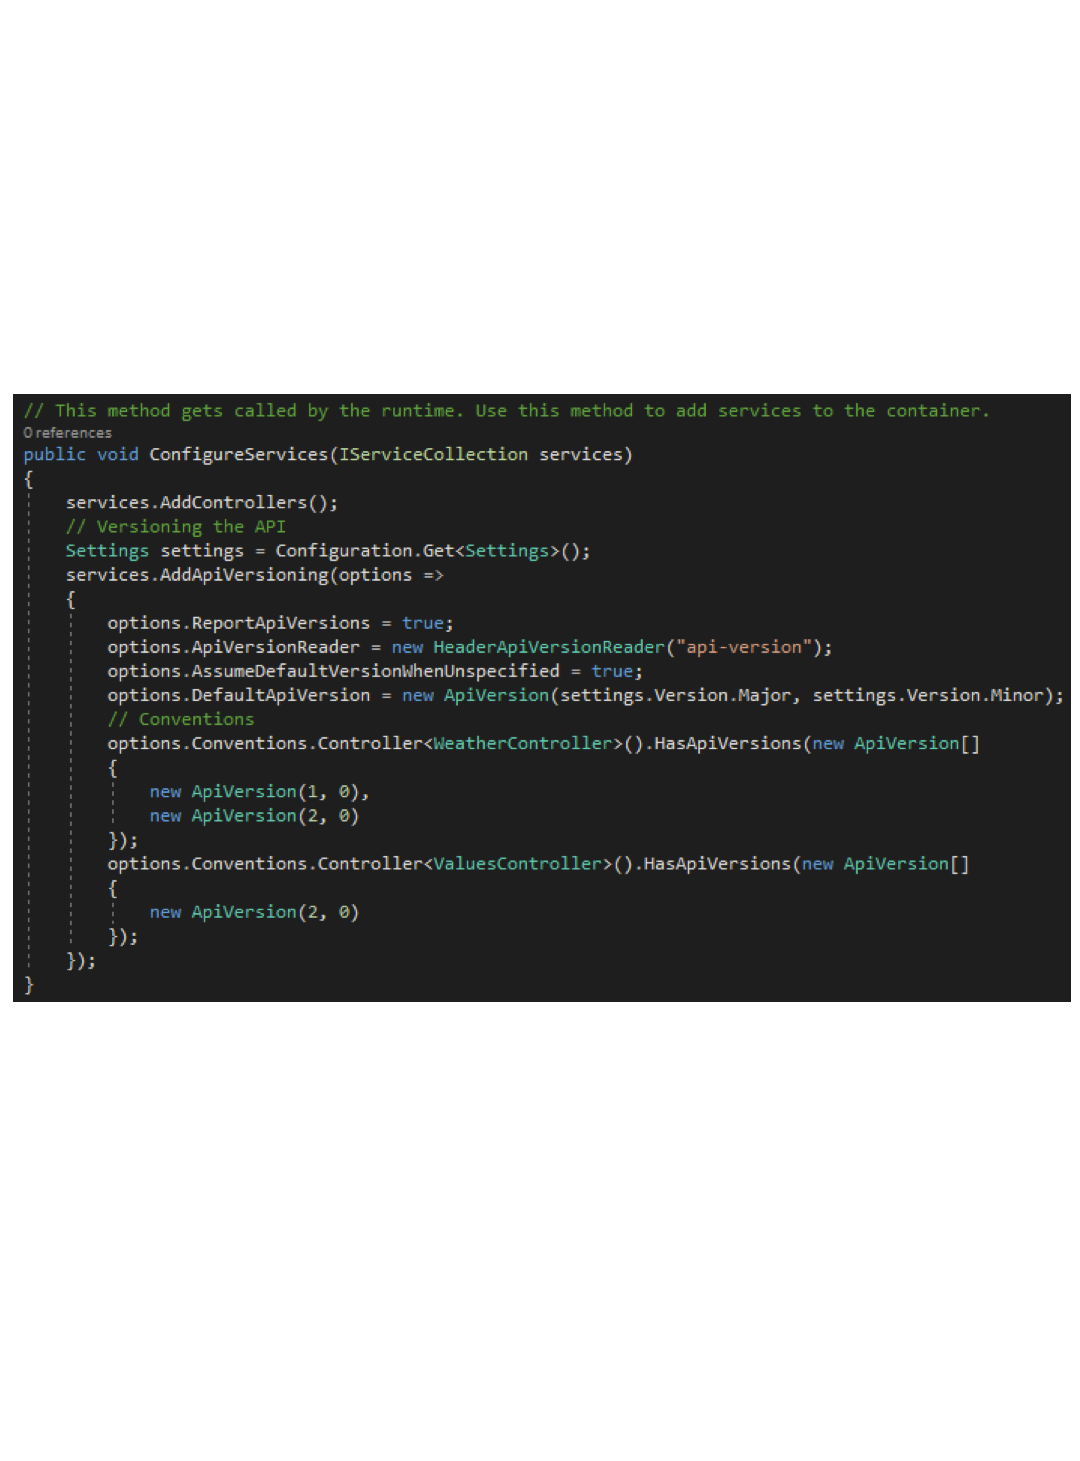 // This method gets called by the runtime. Use this method to add services to the container.
0 references
public void ConfigureServices(IServiceCollection services)
{
    services.AddControllers();
    // Versioning the API
    Settings settings = Configuration.Get<Settings>();
    services.AddApiVersioning(options =>
    {
        options.ReportApiVersions = true;
        options.ApiVersionReader = new HeaderApiVersionReader("api-version");
        options.AssumeDefaultVersionWhenUnspecified = true;
        options.DefaultApiVersion = new ApiVersion(settings.Version.Major, settings.Version.Minor);
        // Conventions
        options.Conventions.Controller<WeatherController>().HasApiVersions(new ApiVersion[]
        {
            new ApiVersion(1, 0),
            new ApiVersion(2, 0)
        });
        options.Conventions.Controller<ValuesController>().HasApiVersions(new ApiVersion[]
        {
            new ApiVersion(2, 0)
        });
    });
}